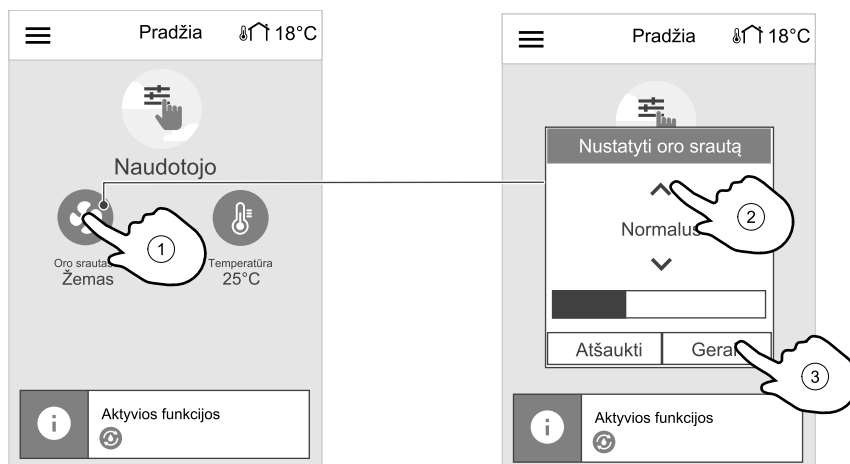 Pradžia 18°C
Naudotojo
Oro srautas
Žemas
Temperatūra
25°C
1
i
Aktyvios funkcijos
Pradžia 18°C
Nustatyti oro srautą
Normalus
2
Atšaukti
Gerai
3
i
Aktyvios funkcijos